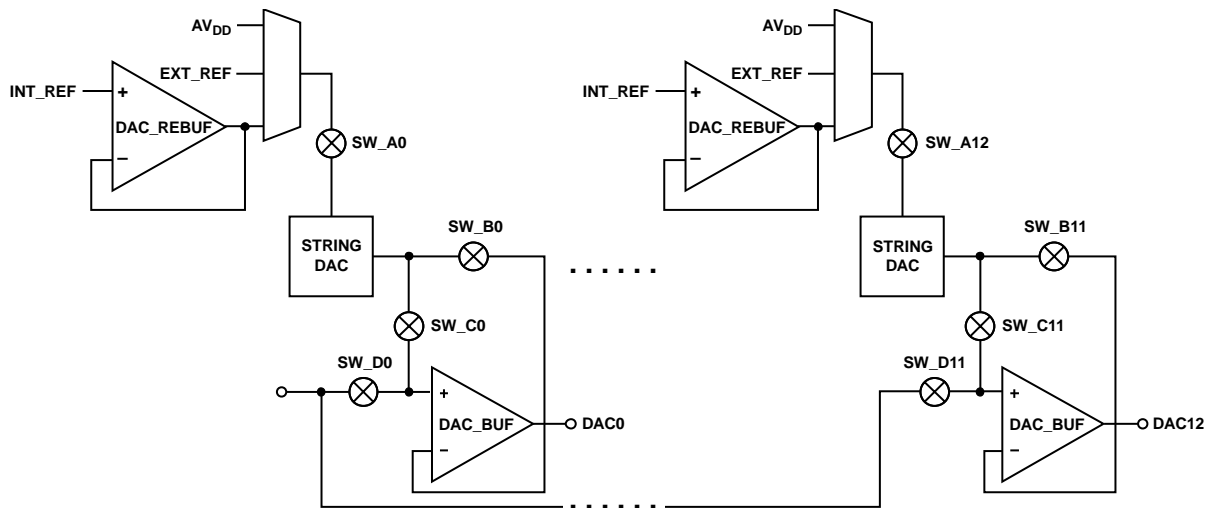 AVDD
EXT_REF
INT_REF
+
DAC_REBUF
−
SW_A0
STRING
DAC
SW_B0
SW_C0
SW_D0
+
DAC_BUF
−
DAC0
......
......
AVDD
EXT_REF
INT_REF
+
DAC_REBUF
−
SW_A12
STRING
DAC
SW_B11
SW_C11
SW_D11
+
DAC_BUF
−
DAC12